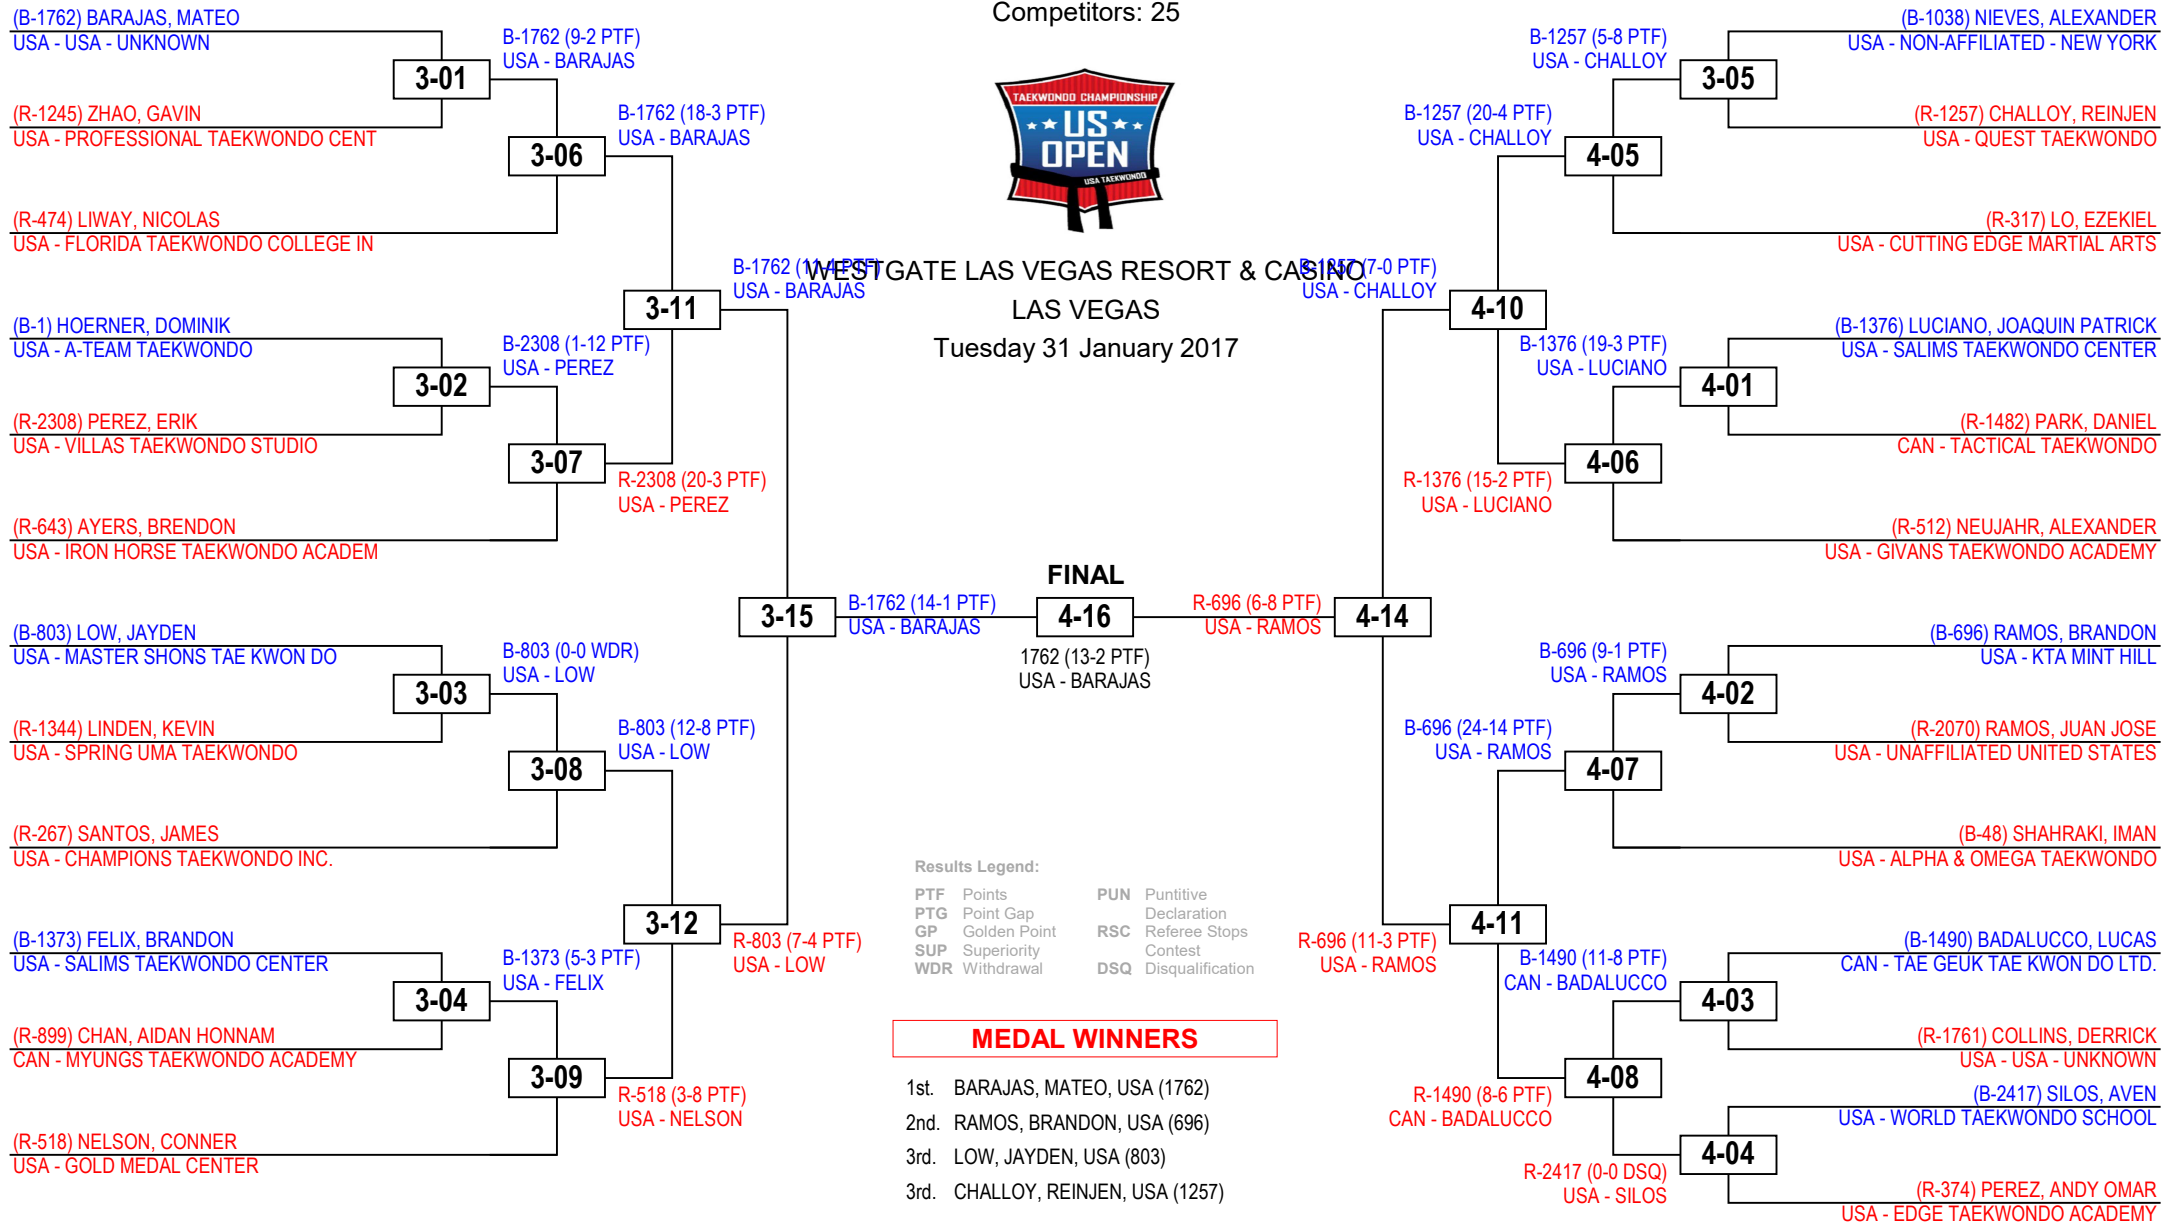 Competitors: 25
TAEKWONDO CHAMPIONSHIP
US
OPEN
USA TAEKWONDO
WESTGATE LAS VEGAS RESORT & CASINO
LAS VEGAS
Tuesday 31 January 2017
(B-1762) BARAJAS, MATEO
USA - USA - UNKNOWN
3-01
(R-1245) ZHAO, GAVIN
USA - PROFESSIONAL TAEKWONDO CENT
B-1762 (9-2 PTF)
USA - BARAJAS
3-06
(R-474) LIWAY, NICOLAS
USA - FLORIDA TAEKWONDO COLLEGE IN
B-1762 (18-3 PTF)
USA - BARAJAS
3-11
(B-1) HOERNER, DOMINIK
USA - A-TEAM TAEKWONDO
3-02
(R-2308) PEREZ, ERIK
USA - VILLAS TAEKWONDO STUDIO
B-2308 (1-12 PTF)
USA - PEREZ
3-07
(R-643) AYERS, BRENDON
USA - IRON HORSE TAEKWONDO ACADEM
R-2308 (20-3 PTF)
USA - PEREZ
B-1762 (11-4 PTF)
USA - BARAJAS
3-15
(B-803) LOW, JAYDEN
USA - MASTER SHONS TAE KWON DO
3-03
(R-1344) LINDEN, KEVIN
USA - SPRING UMA TAEKWONDO
B-803 (0-0 WDR)
USA - LOW
3-08
(R-267) SANTOS, JAMES
USA - CHAMPIONS TAEKWONDO INC.
B-803 (12-8 PTF)
USA - LOW
3-12
(B-1373) FELIX, BRANDON
USA - SALIMS TAEKWONDO CENTER
3-04
(R-899) CHAN, AIDAN HONNAM
CAN - MYUNGS TAEKWONDO ACADEMY
B-1373 (5-3 PTF)
USA - FELIX
3-09
(R-518) NELSON, CONNER
USA - GOLD MEDAL CENTER
R-518 (3-8 PTF)
USA - NELSON
R-803 (7-4 PTF)
USA - LOW
B-1762 (14-1 PTF)
USA - BARAJAS
FINAL
4-16
1762 (13-2 PTF)
USA - BARAJAS
R-696 (6-8 PTF)
USA - RAMOS
4-14
(B-1038) NIEVES, ALEXANDER
USA - NON-AFFILIATED - NEW YORK
3-05
(R-1257) CHALLOY, REINJEN
USA - QUEST TAEKWONDO
B-1257 (5-8 PTF)
USA - CHALLOY
4-05
(R-317) LO, EZEKIEL
USA - CUTTING EDGE MARTIAL ARTS
B-1257 (20-4 PTF)
USA - CHALLOY
4-10
B-1257 (7-0 PTF)
USA - CHALLOY
(B-1376) LUCIANO, JOAQUIN PATRICK
USA - SALIMS TAEKWONDO CENTER
4-01
(R-1482) PARK, DANIEL
CAN - TACTICAL TAEKWONDO
B-1376 (19-3 PTF)
USA - LUCIANO
4-06
(R-512) NEUJAHR, ALEXANDER
USA - GIVANS TAEKWONDO ACADEMY
R-1376 (15-2 PTF)
USA - LUCIANO
(B-696) RAMOS, BRANDON
USA - KTA MINT HILL
4-02
(R-2070) RAMOS, JUAN JOSE
USA - UNAFFILIATED UNITED STATES
B-696 (9-1 PTF)
USA - RAMOS
4-07
(B-48) SHAHRAKI, IMAN
USA - ALPHA & OMEGA TAEKWONDO
B-696 (24-14 PTF)
USA - RAMOS
4-11
R-696 (11-3 PTF)
USA - RAMOS
(B-1490) BADALUCCO, LUCAS
CAN - TAE GEUK TAE KWON DO LTD.
4-03
(R-1761) COLLINS, DERRICK
USA - USA - UNKNOWN
B-1490 (11-8 PTF)
CAN - BADALUCCO
4-08
R-1490 (8-6 PTF)
CAN - BADALUCCO
(B-2417) SILOS, AVEN
USA - WORLD TAEKWONDO SCHOOL
4-04
(R-374) PEREZ, ANDY OMAR
USA - EDGE TAEKWONDO ACADEMY
R-2417 (0-0 DSQ)
USA - SILOS
Results Legend:
PTF Points
PTG Point Gap
GP Golden Point
SUP Superiority
WDR Withdrawal
PUN Puntitive
Declaration
RSC Referee Stops
Contest
DSQ Disqualification
MEDAL WINNERS
1st. BARAJAS, MATEO, USA (1762)
2nd. RAMOS, BRANDON, USA (696)
3rd. LOW, JAYDEN, USA (803)
3rd. CHALLOY, REINJEN, USA (1257)